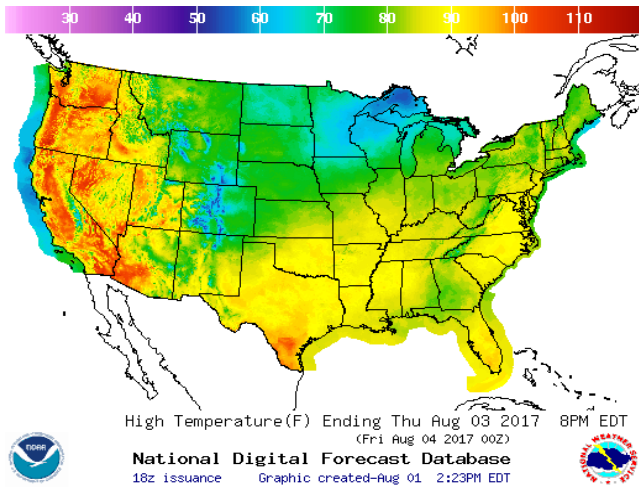 30 40 50 60 70 80 90 100 110
High Temperature(F) Ending Thu Aug 03 2017 8PM EDT
(Fri Aug 04 2017 00Z)
National Digital Forecast Database
18z issuance Graphic created-Aug 01 2:23PM EDT
NOAA
NATIONAL WEATHER SERVICE